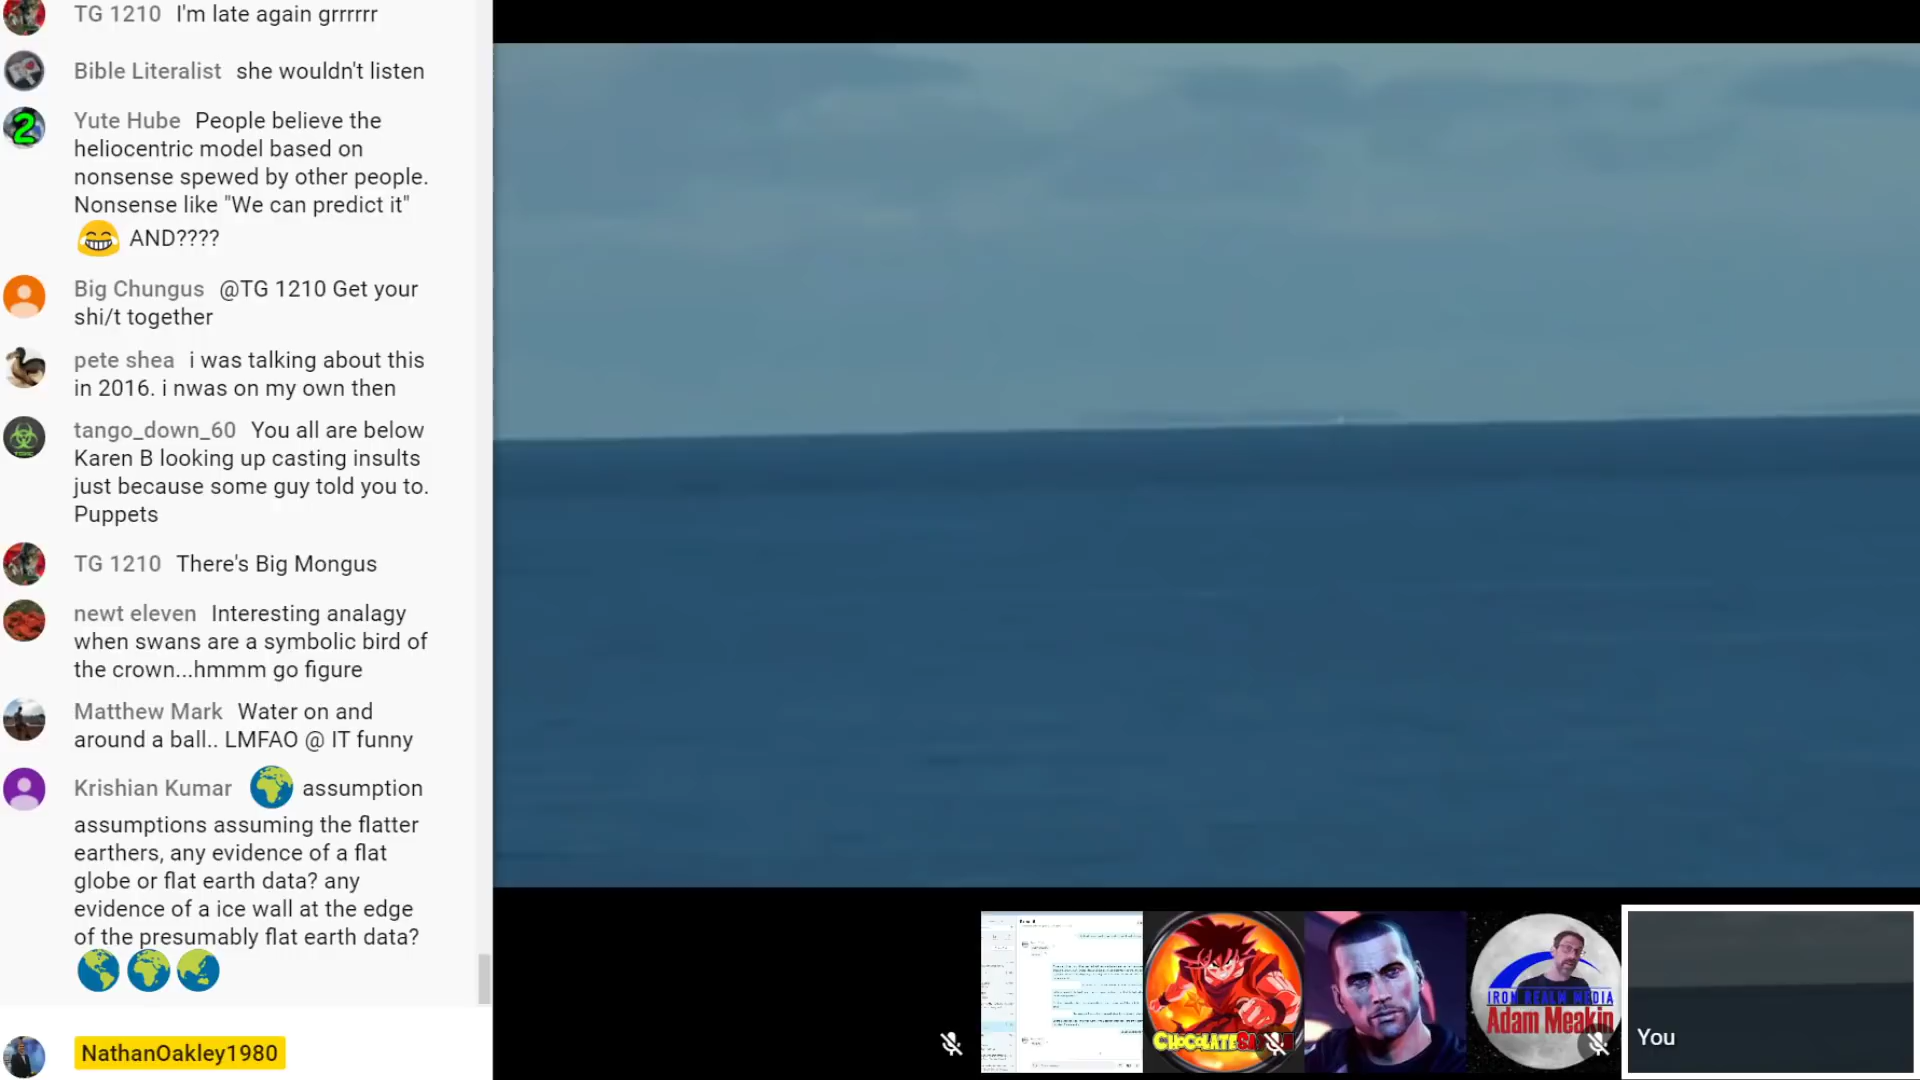 TG 1210 I'm late again grrrrrr
Bible Literalist she wouldn't listen
Yute Hube People believe the
heliocentric model based on
nonsense spewed by other people.
Nonsense like "We can predict it"
AND????
Big Chungus @TG 1210 Get your
shi/t together
pete shea i was talking about this
in 2016. i nwas on my own then
tango_down_60 You all are below
Karen B looking up casting insults
just because some guy told you to.
Puppets
TG 1210 There's Big Mongus
newt eleven Interesting analagy
when swans are a symbolic bird of
the crown...hmmm go figure
Matthew Mark Water on and
around a ball.. LMFAO @ IT funny
Krishian Kumar assumption
assumptions assuming the flatter
earthers, any evidence of a flat
globe or flat earth data? any
evidence of a ice wall at the edge
of the presumably flat earth data?
NathanOakley1980
IRON REALM MEDIA
Adam Meakin
You